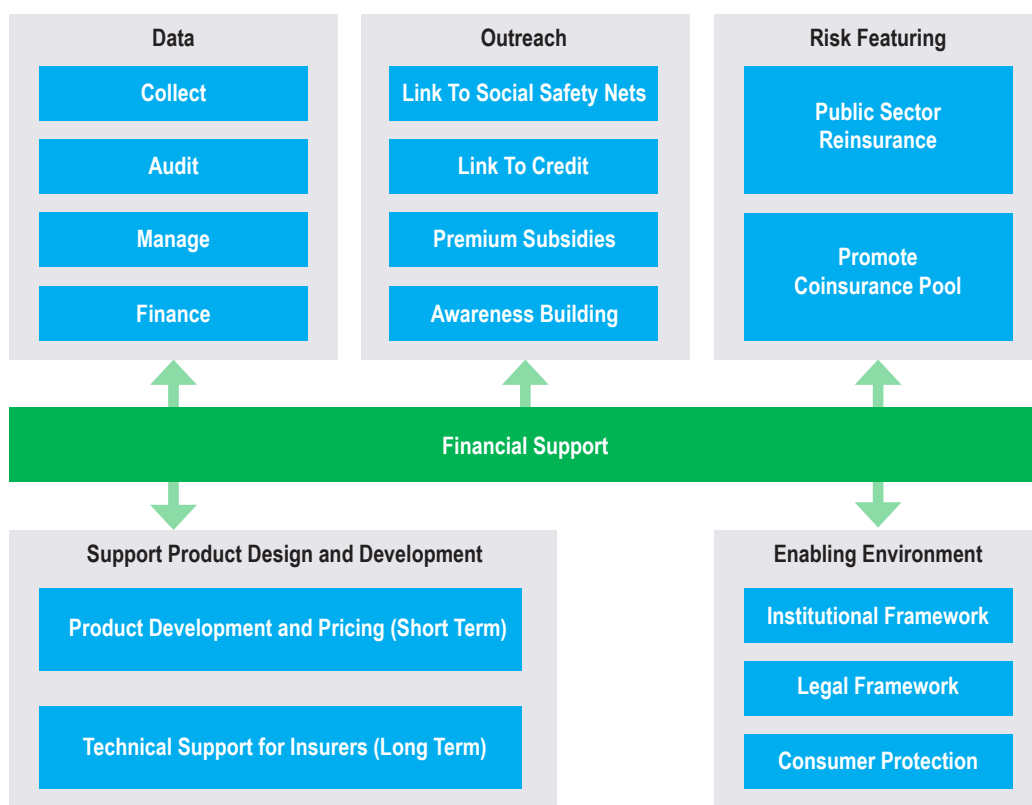 Data
Collect
Audit
Manage
Finance
Outreach
Link To Social Safety Nets
Link To Credit
Premium Subsidies
Awareness Building
Risk Featuring
Public Sector
Reinsurance
Promote
Coinsurance Pool
Financial Support
Support Product Design and Development
Product Development and Pricing (Short Term)
Technical Support for Insurers (Long Term)
Enabling Environment
Institutional Framework
Legal Framework
Consumer Protection